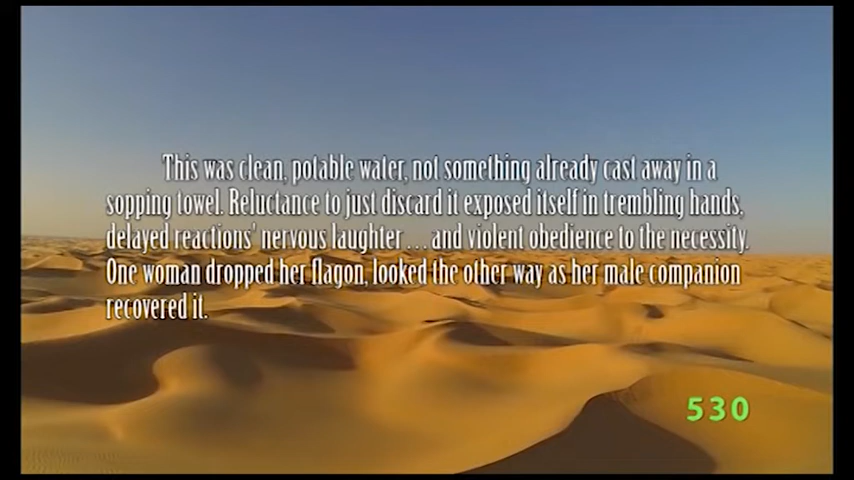 This was clean, potable water, not something already cast away in a
sopping towel. Reluctance to just discard it exposed itself in trembling hands,
delayed reactions' nervous laughter . . . and violent obedience to the necessity.
One woman dropped her flagon, looked the other way as her male companion
recovered it.
530